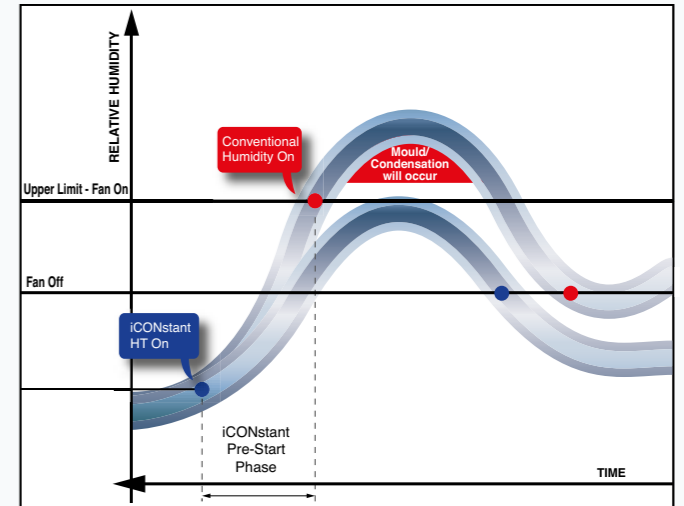 RELATIVE HUMIDITY
Conventional
Humidity On
Mould/
Condensation
will occur
Upper Limit - Fan On
Fan Off
iCONstant
HT On
iCONstant
Pre-Start
Phase
TIME